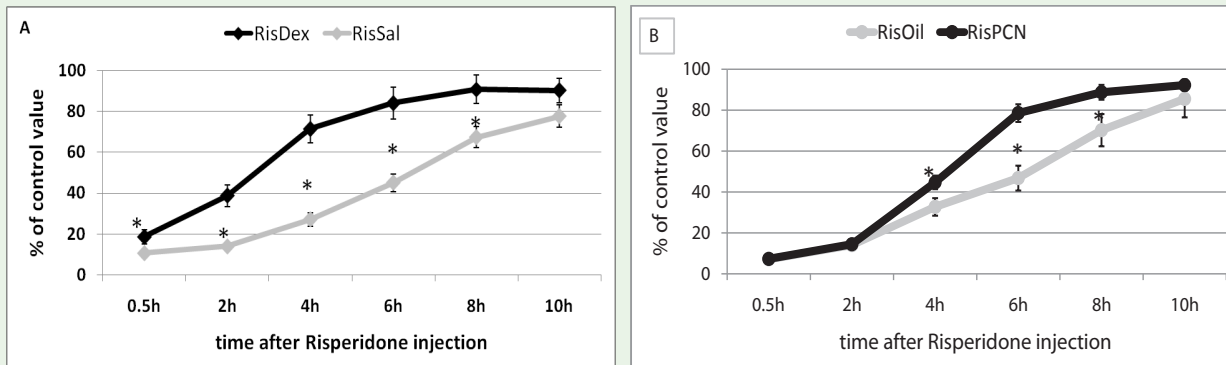 A
RisDex RisSal
% of control value
100
80
60
40
20
0
* * * * *
0.5h 2h 4h 6h 8h 10h
time after Risperidone injection
B
RisOil RisPCN
% of control value
100
80
60
40
20
0
* * *
0.5h 2h 4h 6h 8h 10h
time after Risperidone injection